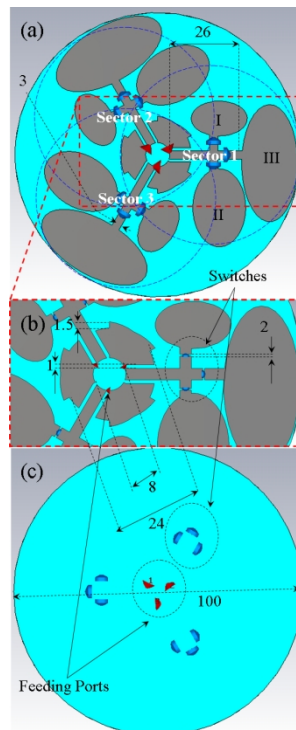 (a)
26
3
Sector 2
I
Sector 1
III
Sector 3
II
Switches
(b)
1.5
2
1
8
(c)
24
1
100
Feeding Ports